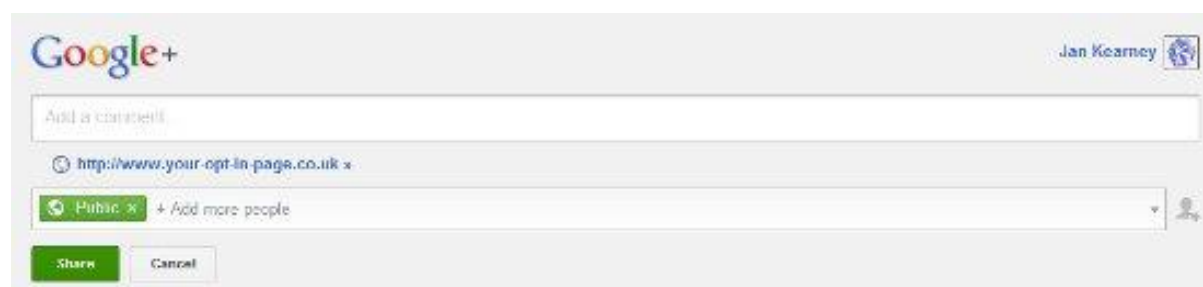 Google+
Jan Kearney
Add a comment...
http://www.your-opt-in-page.co.uk x
Public x + Add more people
Share Cancel